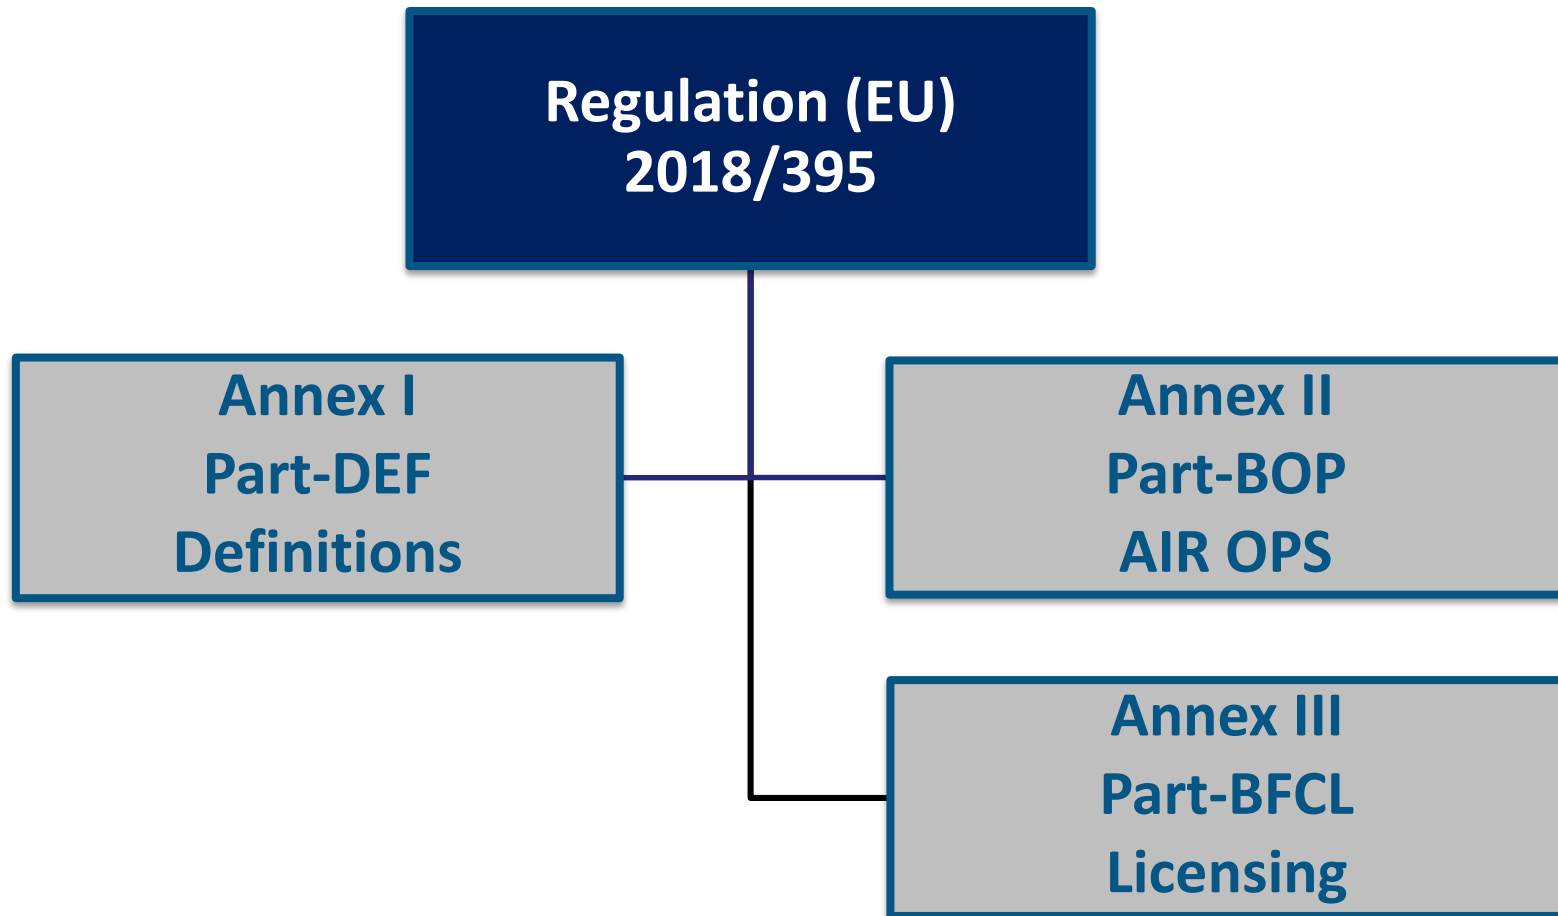 Regulation (EU)
2018/395
Annex I
Part-DEF
Definitions
Annex II
Part-BOP
AIR OPS
Annex III
Part-BFCL
Licensing